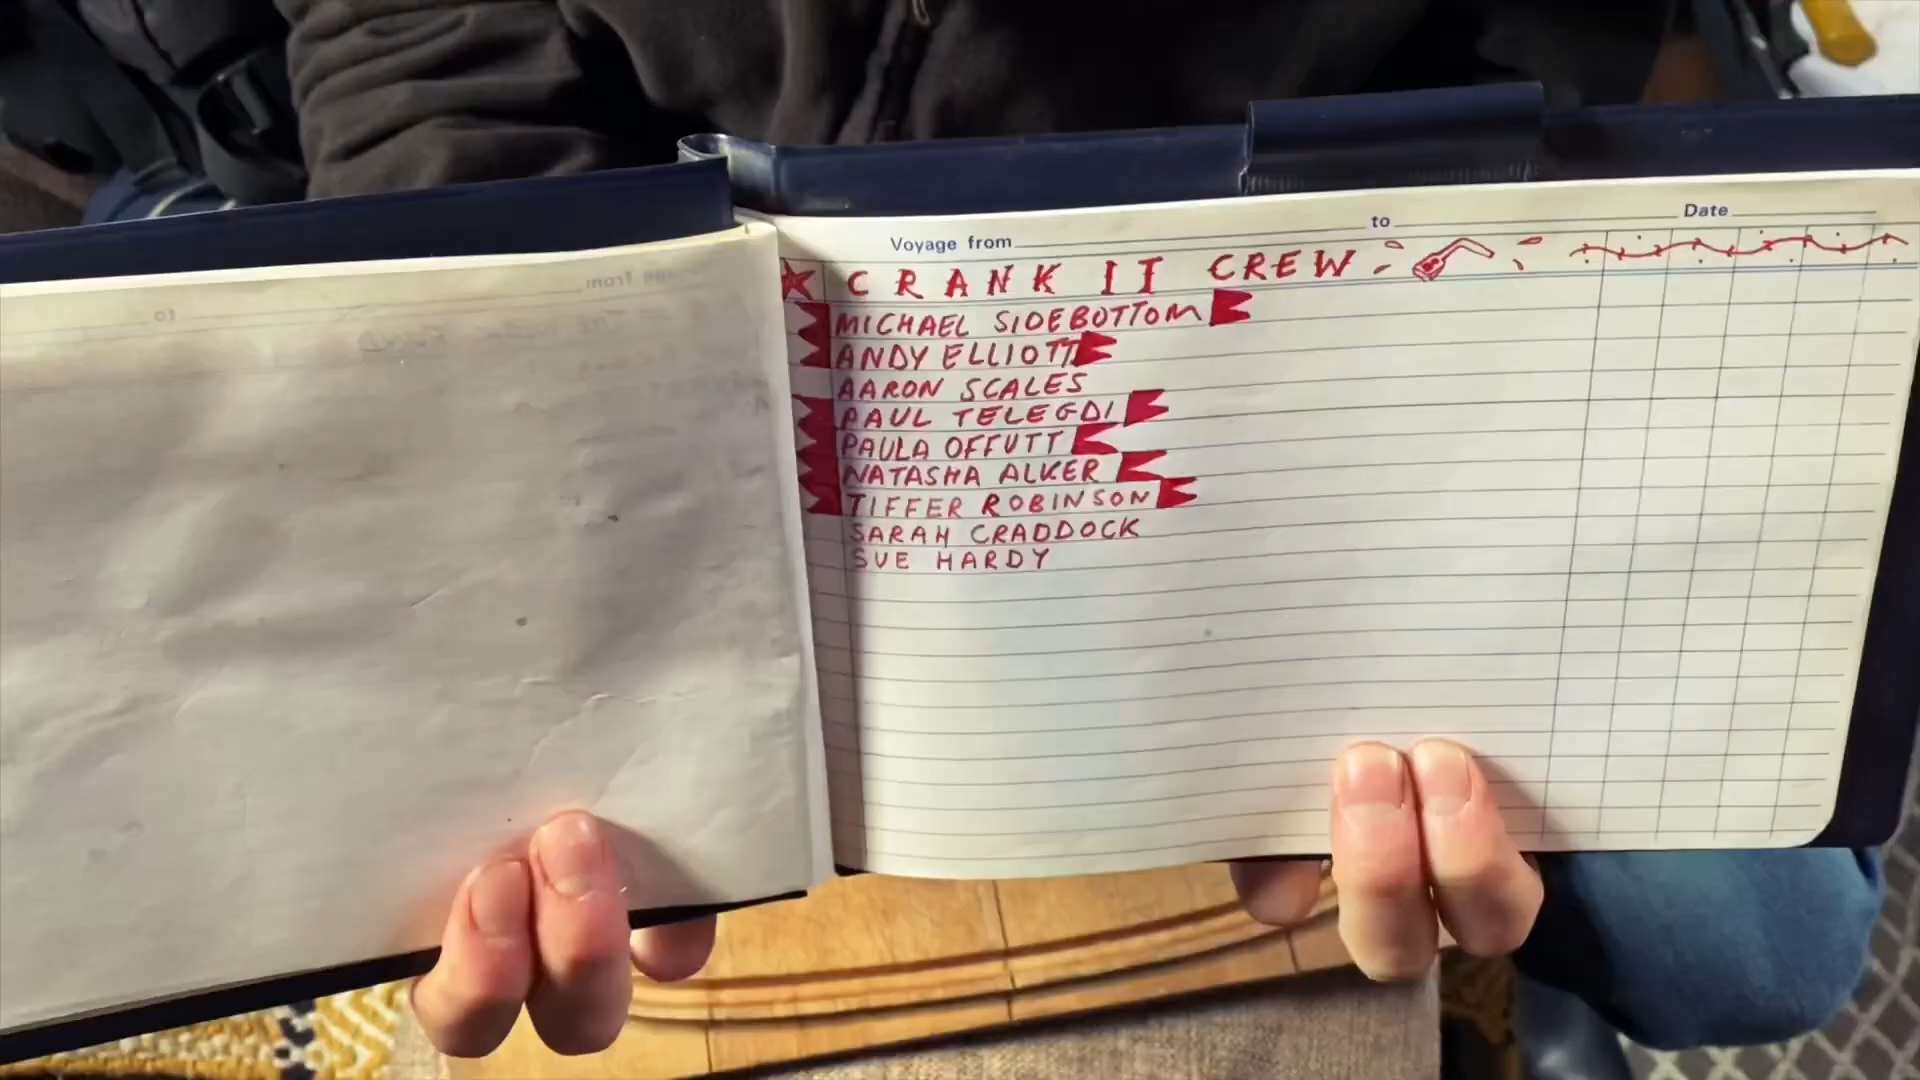 Voyage from to Date
CRANK IT CREW
MICHAEL SIDEBOTTOM
ANDY ELLIOTT
AARON SCALES
PAUL TELEGDI
PAULA OFFUTT
NATASHA ALKER
TIFFER ROBINSON
SARAH CRADDOCK
SUE HARDY